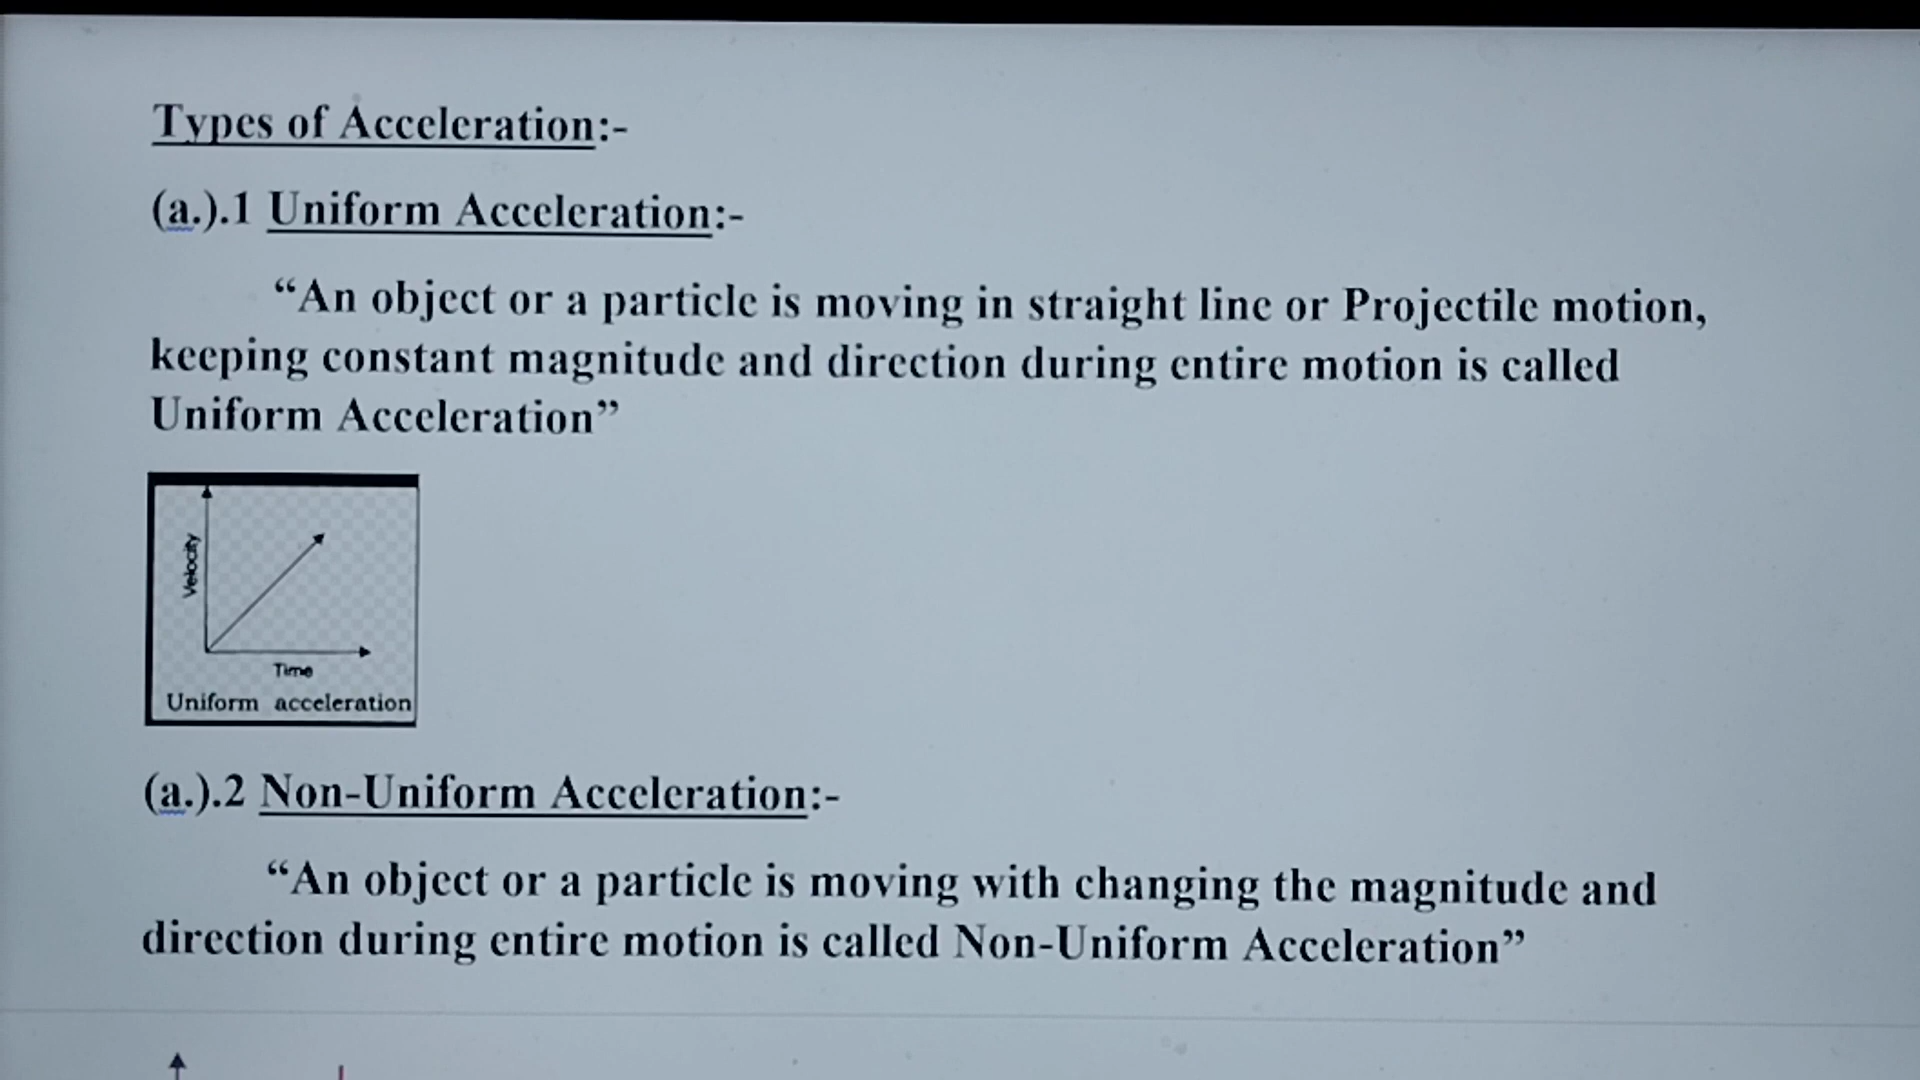 Types of Acceleration:-
(a.).1 Uniform Acceleration:-
“An object or a particle is moving in straight line or Projectile motion,
keeping constant magnitude and direction during entire motion is called
Uniform Acceleration”
Velocity
Time
Uniform acceleration
(a.).2 Non-Uniform Acceleration:-
“An object or a particle is moving with changing the magnitude and
direction during entire motion is called Non-Uniform Acceleration”